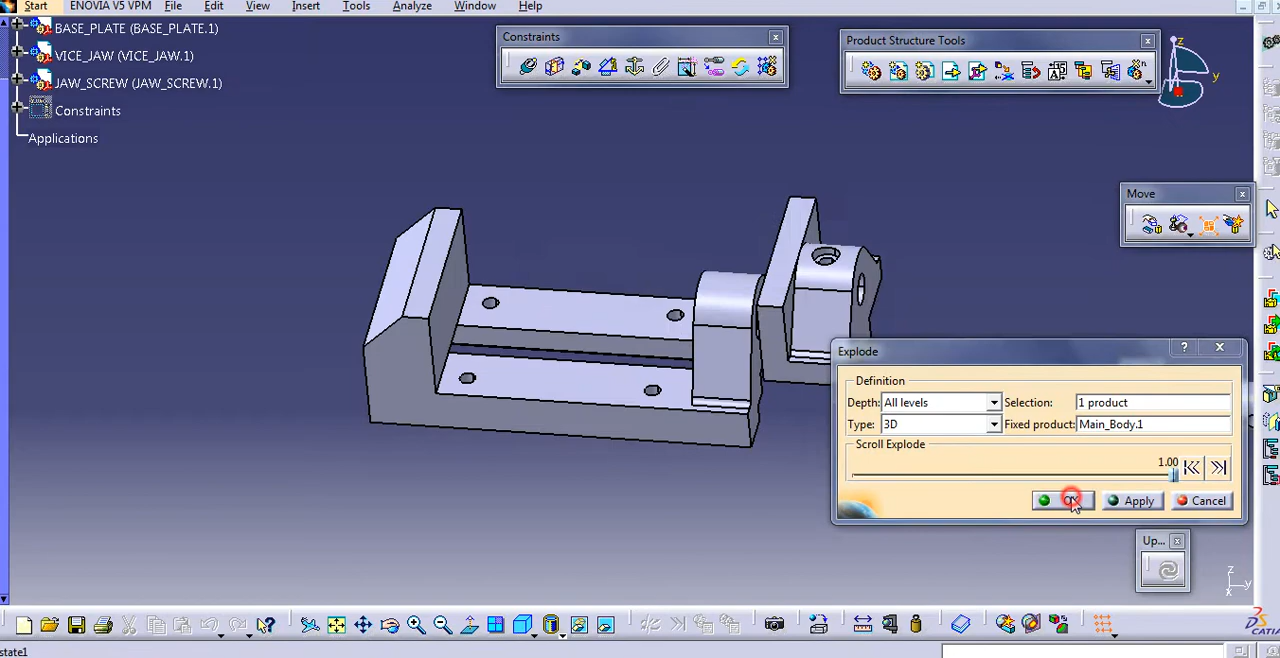 Start ENOVIA V5 VPM File Edit View Insert Tools Analyze Window Help
BASE_PLATE (BASE_PLATE.1)
VICE_JAW (VICE_JAW.1)
JAW_SCREW (JAW_SCREW.1)
Constraints
Applications
Constraints
Product Structure Tools
z
y
Move
Explode
Definition
Depth: All levels Selection: 1 product
Type: 3D Fixed product: Main_Body.1
Scroll Explode
1.00
OK Apply Cancel
Up...
z
y
x
CATIA
state1